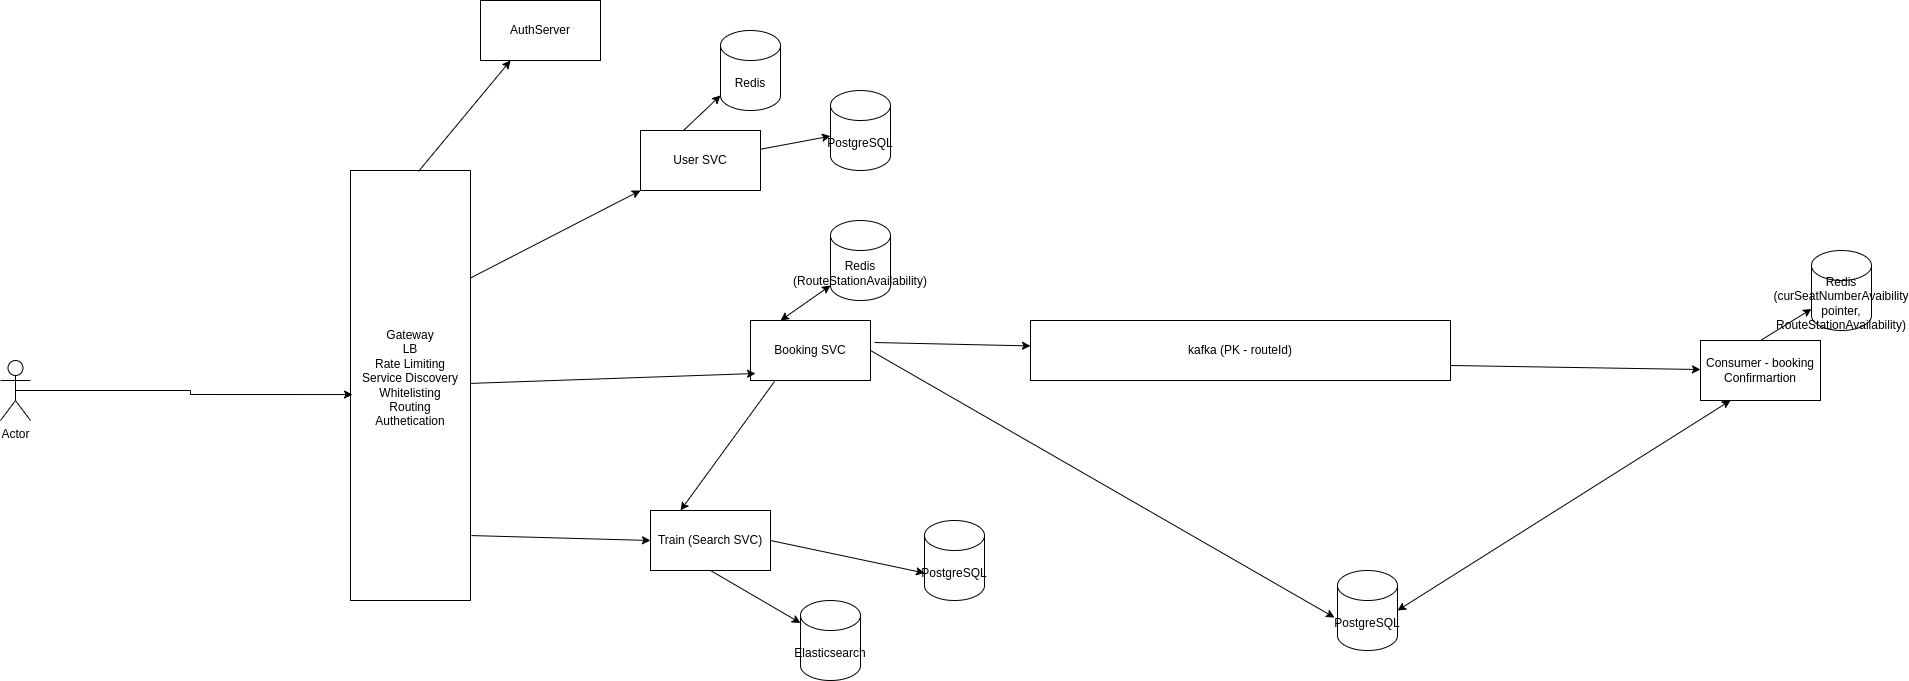 AuthServer
Redis
PostgreSQL
User SVC
Redis
(RouteStationAvailability)
Booking SVC
kafka (PK - routeId)
Redis
(curSeatNumberAvaibility
pointer,
RouteStationAvailability)
Consumer - booking
Confirmartion
Gateway
LB
Rate Limiting
Service Discovery
Whitelisting
Routing
Authetication
Actor
Train (Search SVC)
PostgreSQL
Elasticsearch
PostgreSQL